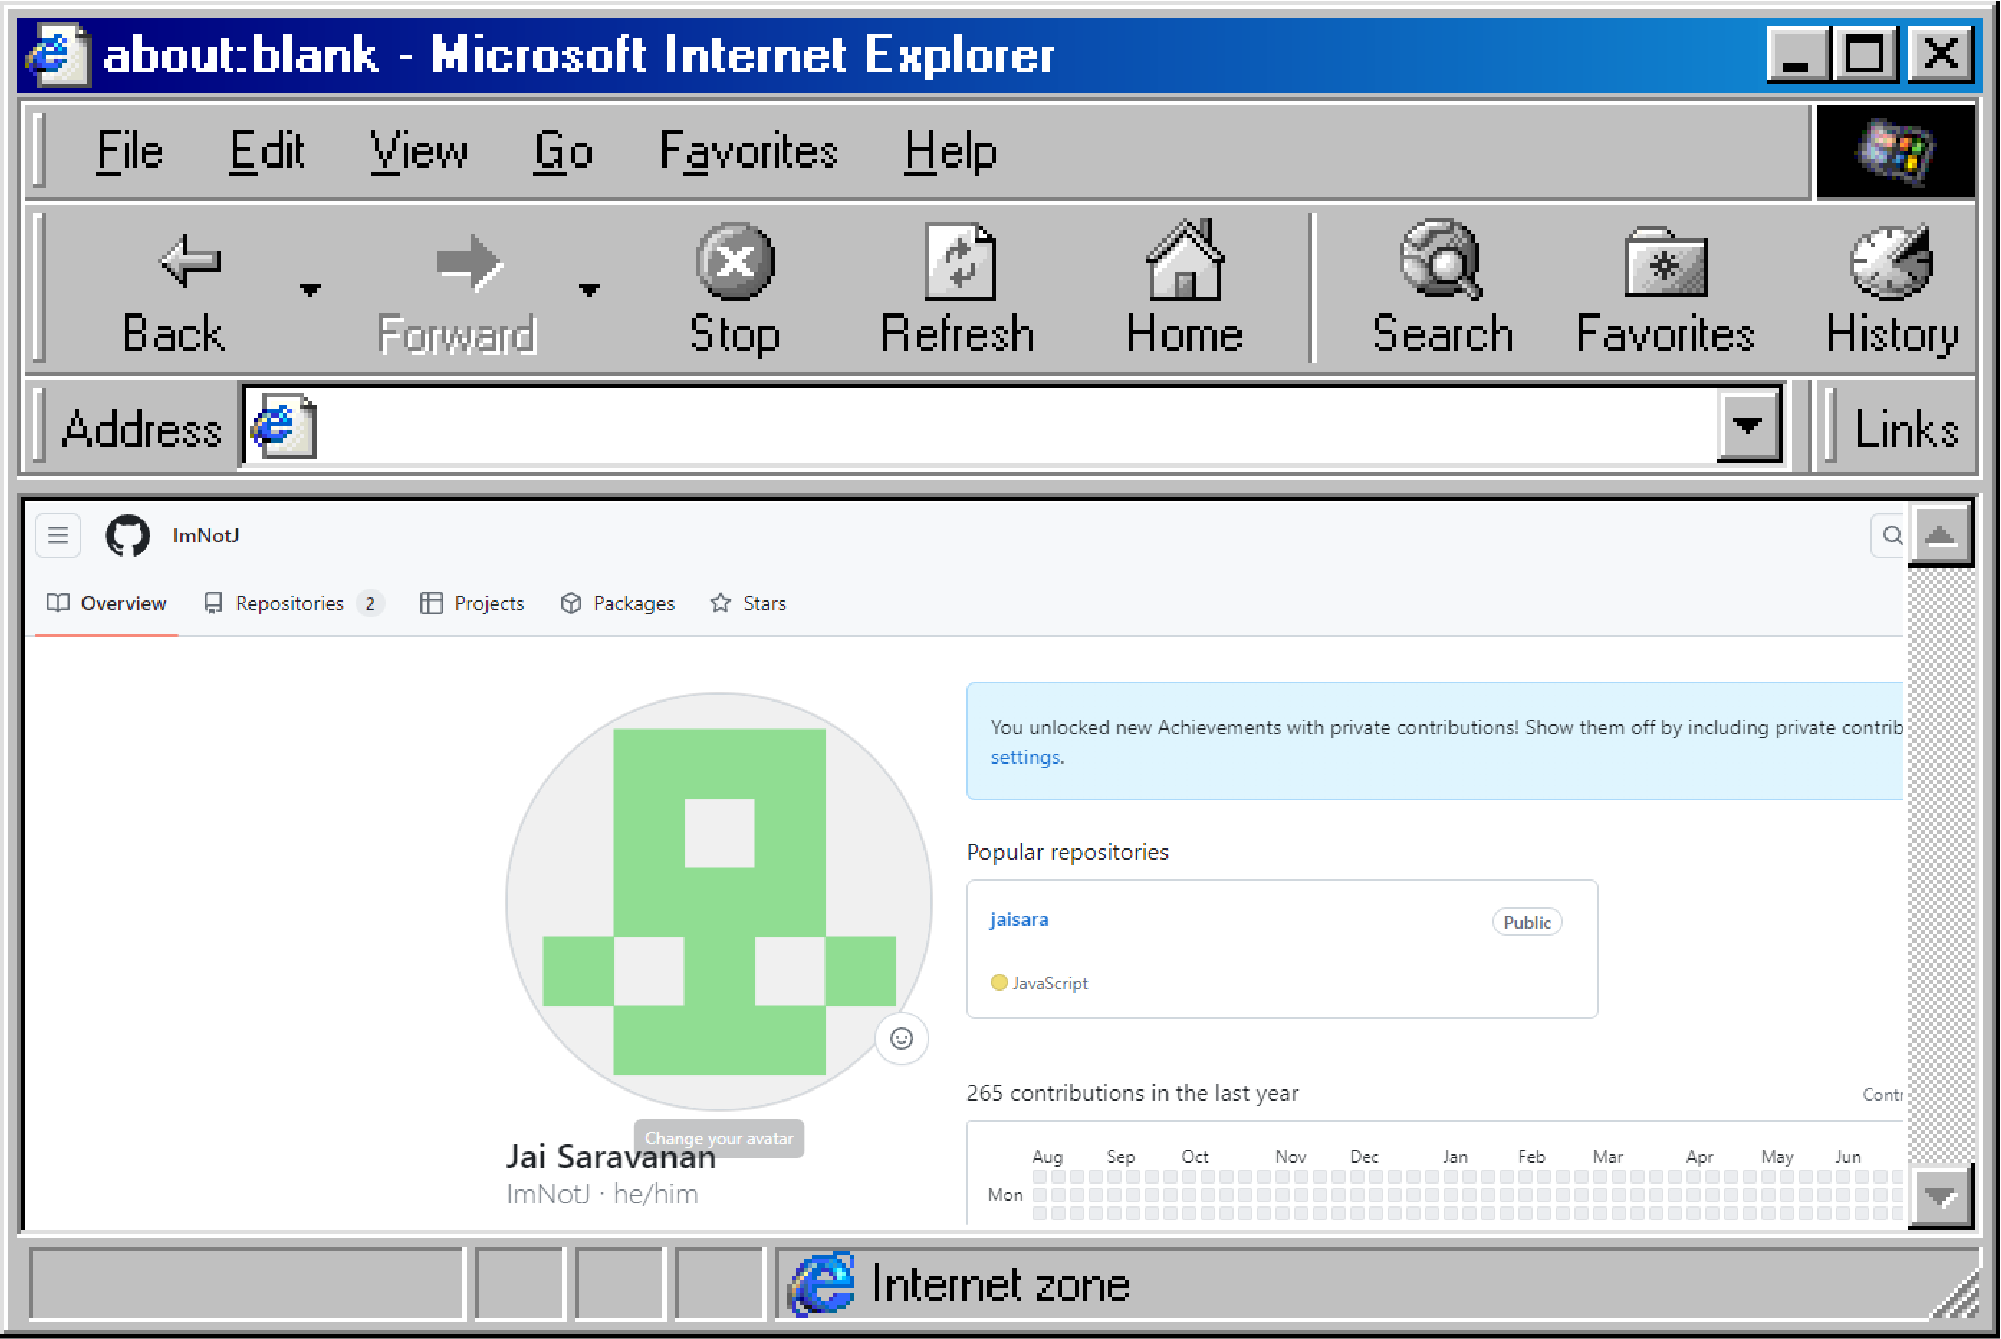 about:blank - Microsoft Internet Explorer
File Edit View Go Favorites Help
Back Forward Stop Refresh Home Search Favorites History
Address Links
ImNotJ
Overview Repositories 2 Projects Packages Stars
You unlocked new Achievements with private contributions! Show them off by including private contrib
settings.
Popular repositories
jaisara Public
JavaScript
265 contributions in the last year Contr
Change your avatar
Jai Saravanan
ImNotJ · he/him
Aug Sep Oct Nov Dec Jan Feb Mar Apr May Jun
Mon
Internet zone